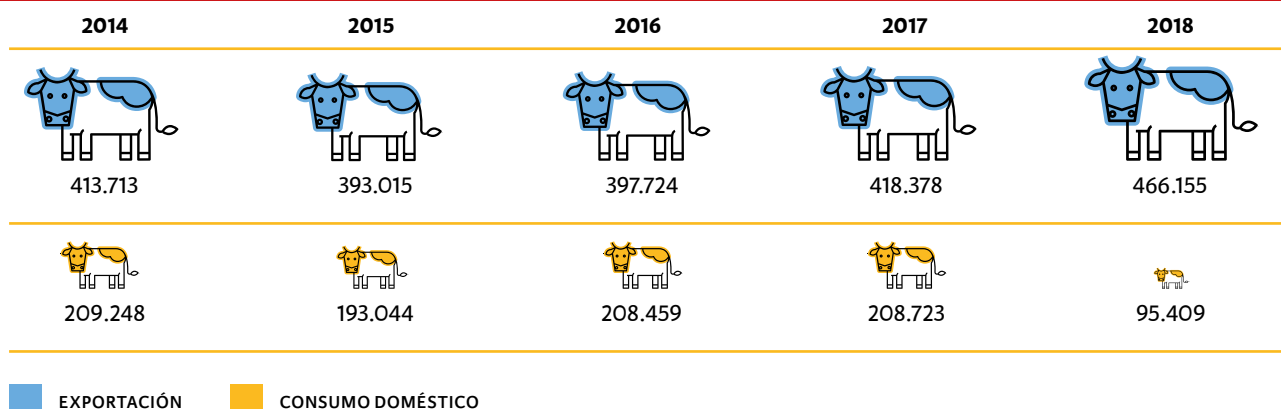 2014 2015 2016 2017 2018
413.713 393.015 397.724 418.378 466.155
209.248 193.044 208.459 208.723 95.409
EXPORTACIÓN CONSUMO DOMÉSTICO